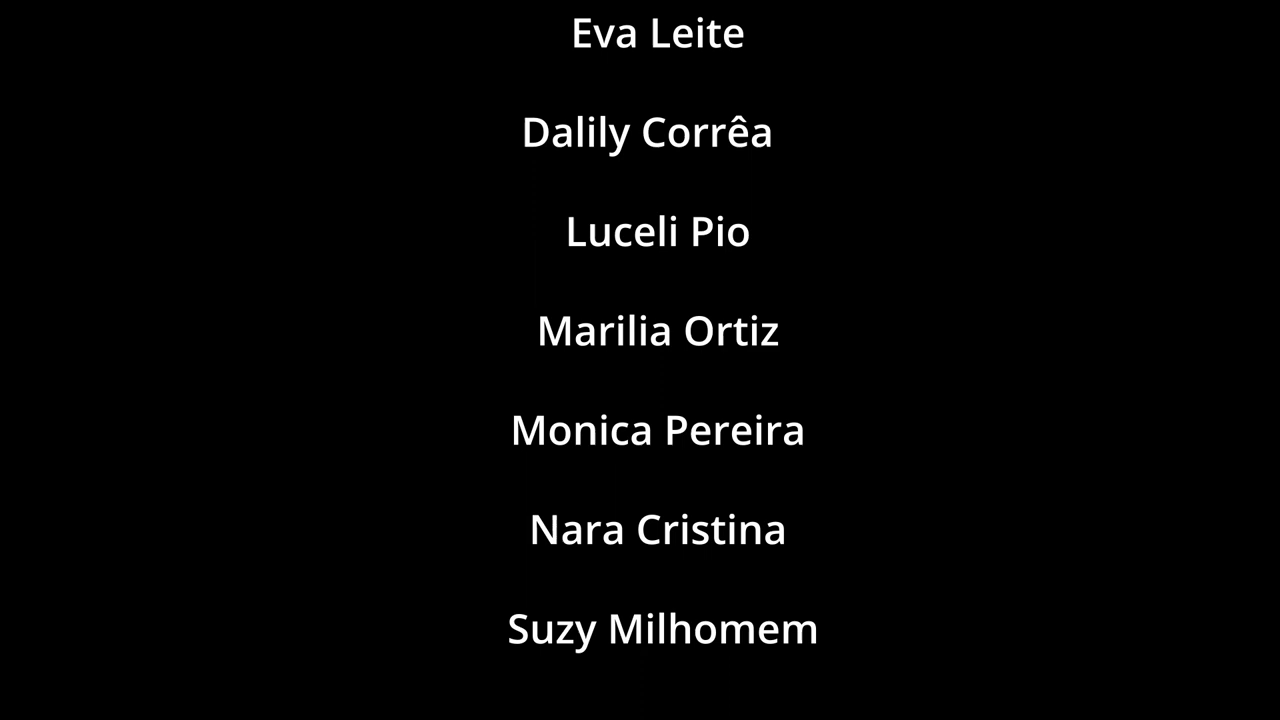 Eva Leite
Dalily Corrêa
Luceli Pio
Marilia Ortiz
Monica Pereira
Nara Cristina
Suzy Milhomem